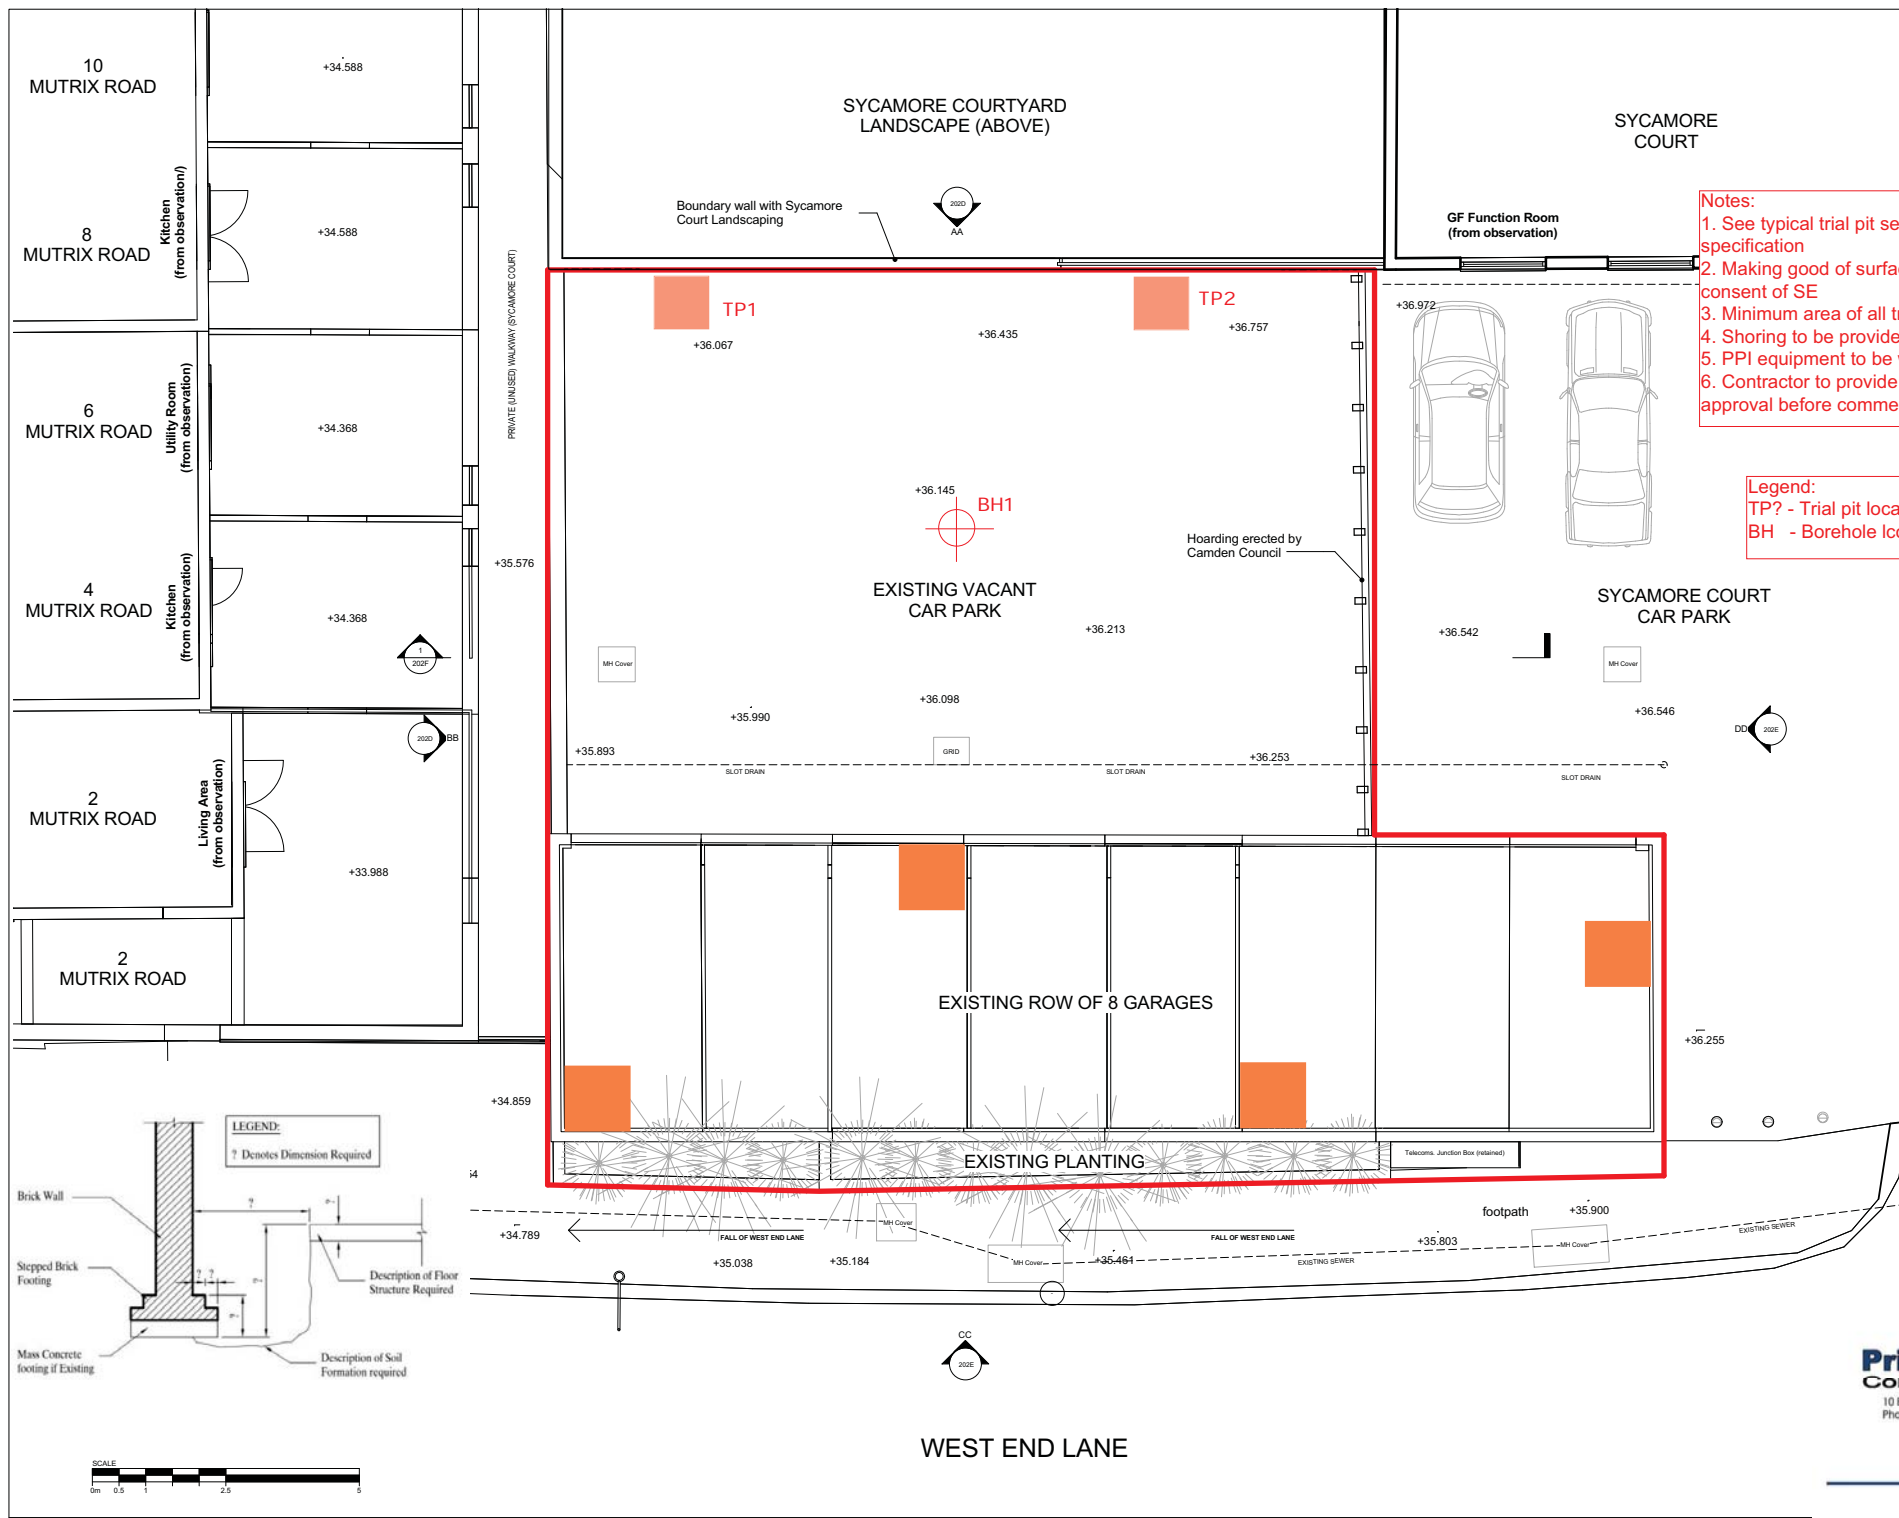 10
MUTRIX ROAD
+34.588
SYCAMORE COURTYARD
LANDSCAPE (ABOVE)
SYCAMORE
COURT
8
MUTRIX ROAD
Kitchen
(from observation/)
+34.588
PRIVATE (UNUSED) WALKWAY (SYCAMORE COURT)
Boundary wall with Sycamore
Court Landscaping
202D
AA
GF Function Room
(from observation)
Notes:
1. See typical trial pit se
specification
2. Making good of surfa
consent of SE
3. Minimum area of all t
4. Shoring to be provide
5. PPI equipment to be
6. Contractor to provide
approval before comme
TP1
+36.067
+36.435
TP2
+36.757
+36.972
6
MUTRIX ROAD
Utility Room
(from observation)
+34.368
+36.145
BH1
Legend:
TP? - Trial pit loca
BH - Borehole lco
Hoarding erected by
Camden Council
+35.576
EXISTING VACANT
CAR PARK
SYCAMORE COURT
CAR PARK
4
MUTRIX ROAD
Kitchen
(from observation)
+34.368
+36.213
+36.542
1
202F
MH Cover
MH Cover
+36.098
+35.990
+36.546
202D
BB
DD
202E
+35.893
GRID
+36.253
SLOT DRAIN
SLOT DRAIN
SLOT DRAIN
2
MUTRIX ROAD
Living Area
(from observation)
+33.988
2
MUTRIX ROAD
EXISTING ROW OF 8 GARAGES
+36.255
+34.859
LEGEND:
? Denotes Dimension Required
EXISTING PLANTING
Telecoms. Junction Box (retained)
54
Brick Wall
?
?
footpath
+35.900
MH Cover
+34.789
FALL OF WEST END LANE
FALL OF WEST END LANE
+35.803
MH Cover
EXISTING SEWER
+35.038
+35.184
MH Cover
+35.461
EXISTING SEWER
Stepped Brick
Footing
?
?
?
?
Description of Floor
Structure Required
Mass Concrete
footing if Existing
Description of Soil
Formation required
CC
202E
Pri
Co
10
Pho
WEST END LANE
SCALE
0m 0.5 1 2.5 5